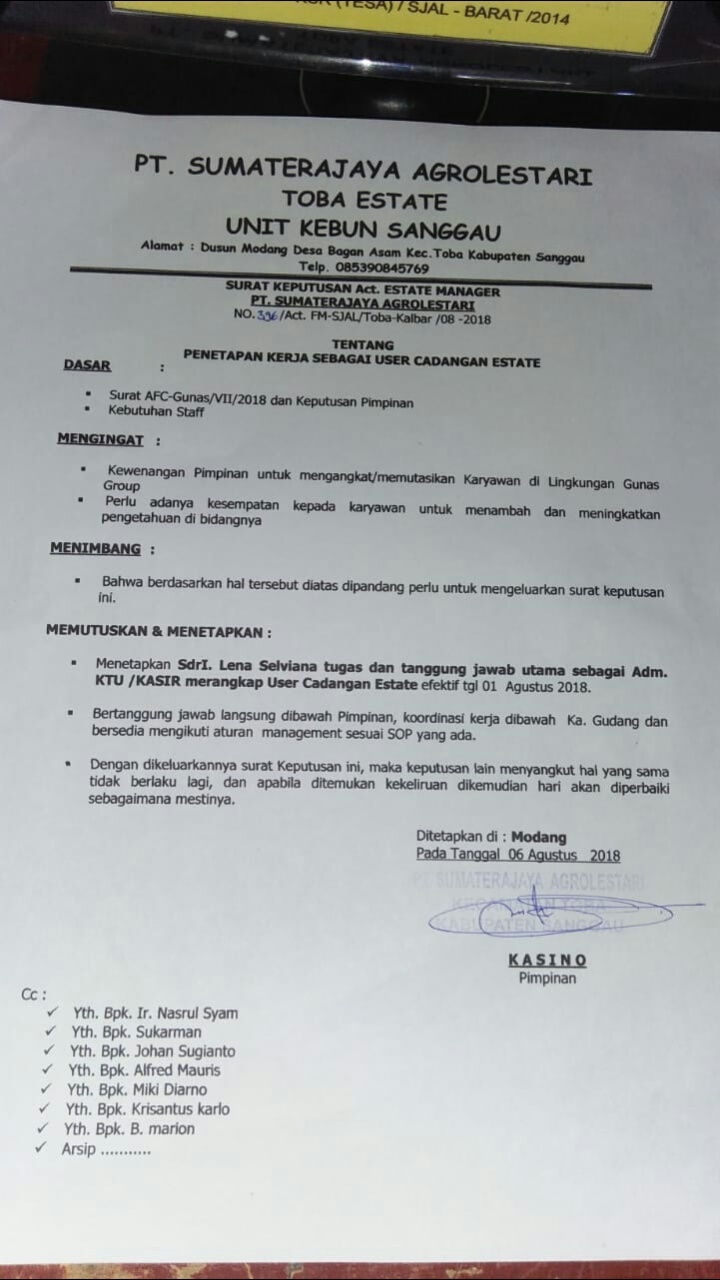 (TESA) / SJAL - BARAT /2014
PT. SUMATERAJAYA AGROLESTARI
TOBA ESTATE
UNIT KEBUN SANGGAU
Alamat : Dusun Modang Desa Bagan Asam Kec.Toba Kabupaten Sanggau
Telp. 085390845769
SURAT KEPUTUSAN Act. ESTATE MANAGER
PT. SUMATERAJAYA AGROLESTARI
NO. 396/Act. FM-SJAL/Toba-Kalbar /08 -2018
TENTANG
PENETAPAN KERJA SEBAGAI USER CADANGAN ESTATE
DASAR :
▪ Surat AFC-Gunas/VII/2018 dan Keputusan Pimpinan
▪ Kebutuhan Staff
MENGINGAT :
▪ Kewenangan Pimpinan untuk mengangkat/memutasikan Karyawan di Lingkungan Gunas
Group
▪ Perlu adanya kesempatan kepada karyawan untuk menambah dan meningkatkan
pengetahuan di bidangnya
MENIMBANG :
▪ Bahwa berdasarkan hal tersebut diatas dipandang perlu untuk mengeluarkan surat keputusan
ini.
MEMUTUSKAN & MENETAPKAN :
▪ Menetapkan SdrI. Lena Selviana tugas dan tanggung jawab utama sebagai Adm.
KTU /KASIR merangkap User Cadangan Estate efektif tgl 01 Agustus 2018.
▪ Bertanggung jawab langsung dibawah Pimpinan, koordinasi kerja dibawah Ka. Gudang dan
bersedia mengikuti aturan management sesuai SOP yang ada.
▪ Dengan dikeluarkannya surat Keputusan ini, maka keputusan lain menyangkut hal yang sama
tidak berlaku lagi, dan apabila ditemukan kekeliruan dikemudian hari akan diperbaiki
sebagaimana mestinya.
Ditetapkan di : Modang
Pada Tanggal 06 Agustus 2018
PT SUMATERAJAYA AGROLESTARI
KECAMATAN TOBA
KABUPATEN SANGGAU
KASINO
Pimpinan
Cc :
✓ Yth. Bpk. Ir. Nasrul Syam
✓ Yth. Bpk. Sukarman
✓ Yth. Bpk. Johan Sugianto
✓ Yth. Bpk. Alfred Mauris
✓ Yth. Bpk. Miki Diarno
✓ Yth. Bpk. Krisantus karlo
✓ Yth. Bpk. B. marion
✓ Arsip ...........